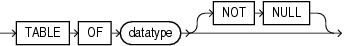 TABLE OF datatype NOT NULL